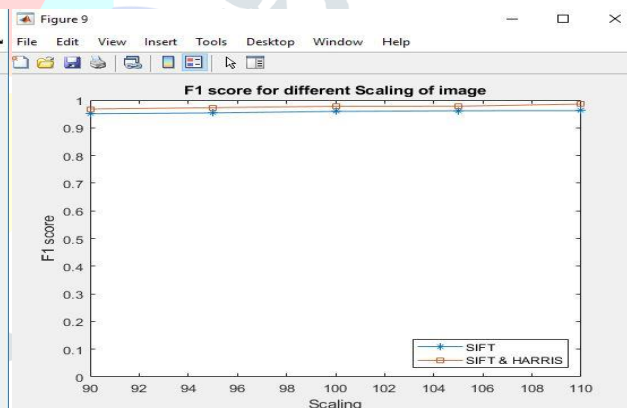 Figure 9
File Edit View Insert Tools Desktop Window Help
F1 score for different Scaling of image
1
0.9
0.8
0.7
0.6
0.5
0.4
0.3
0.2
0.1
0
F1 score
SIFT
SIFT & HARRIS
90 92 94 96 98 100 102 104 106 108 110
Scaling